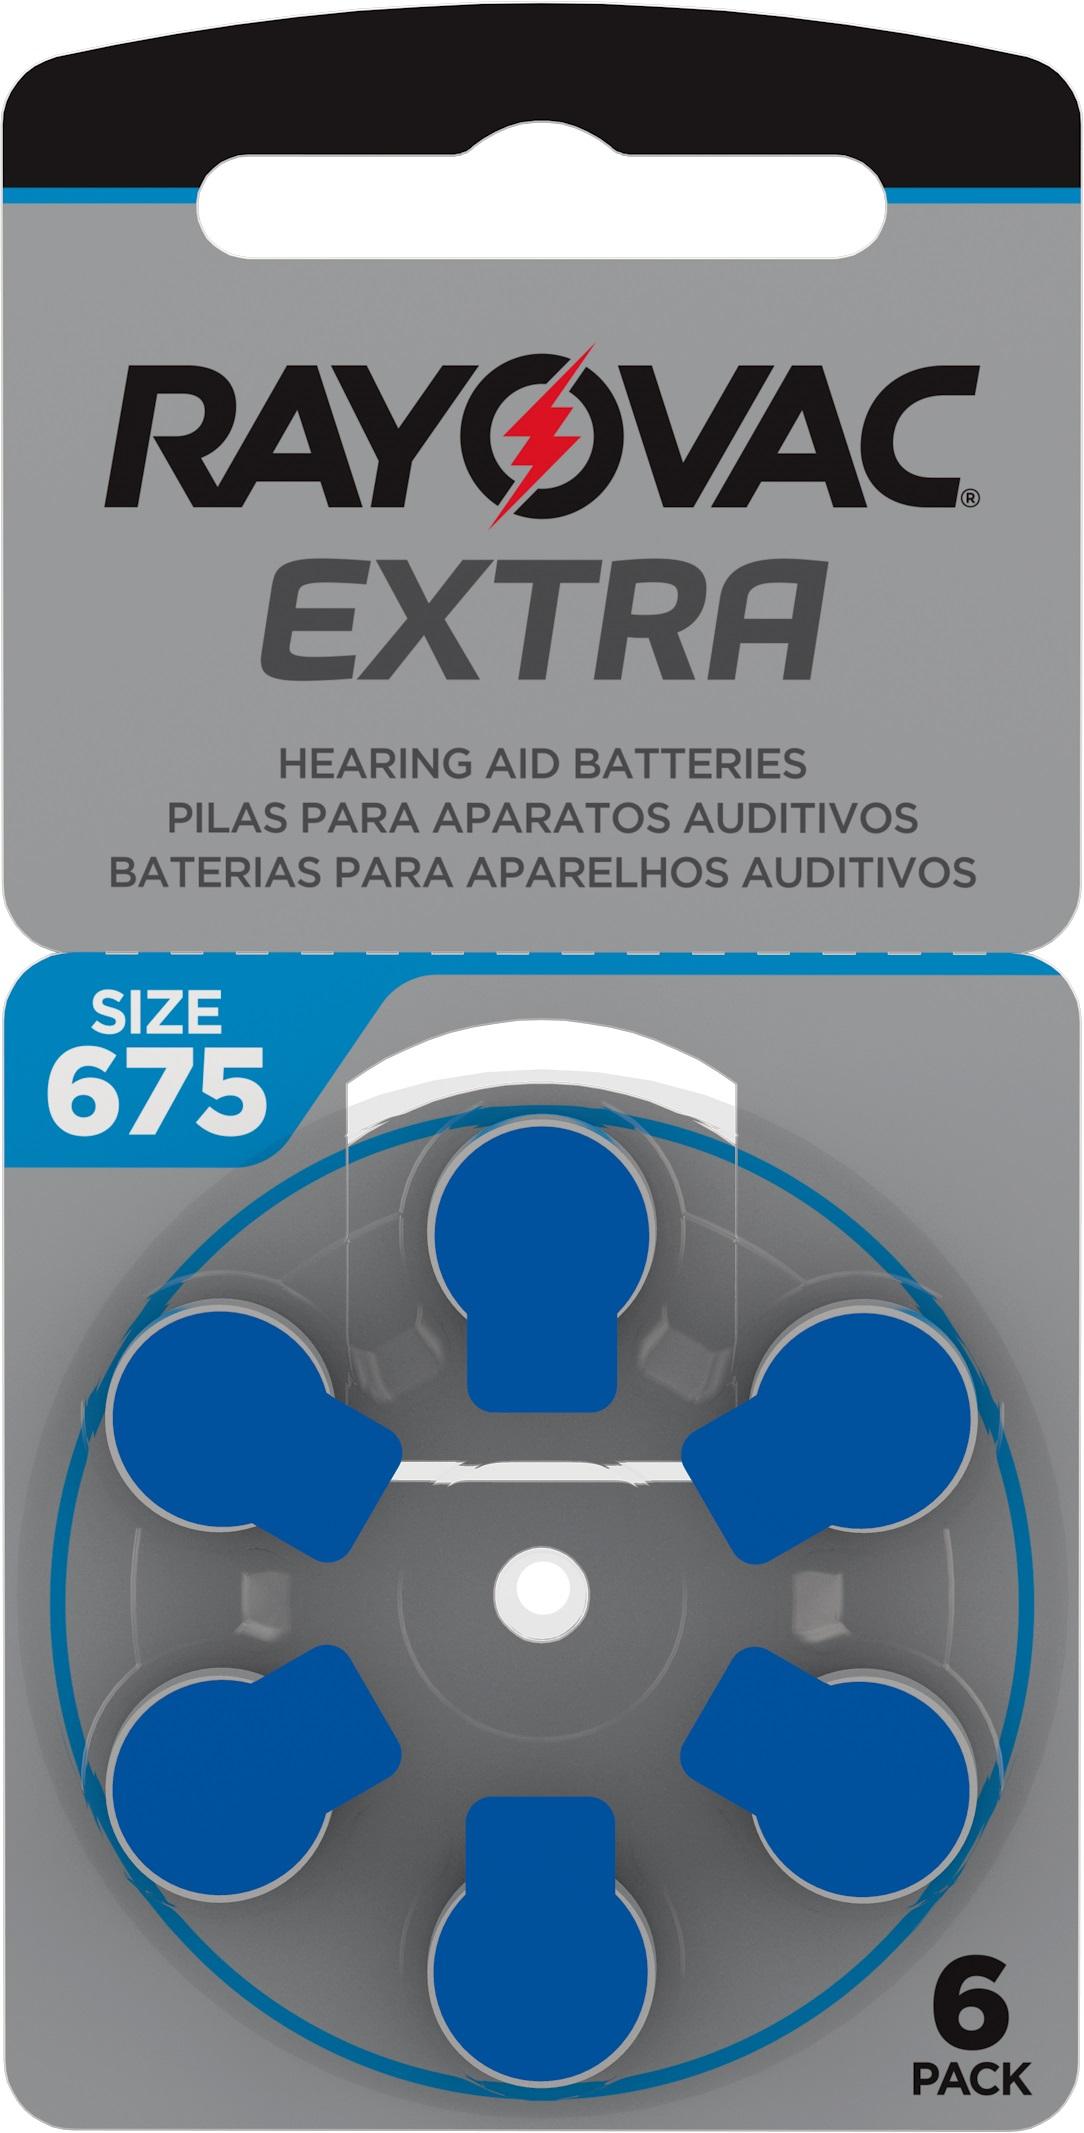 RAYOVAC®
EXTRA
HEARING AID BATTERIES
PILAS PARA APARATOS AUDITIVOS
BATERIAS PARA APARELHOS AUDITIVOS
SIZE
675
6
PACK